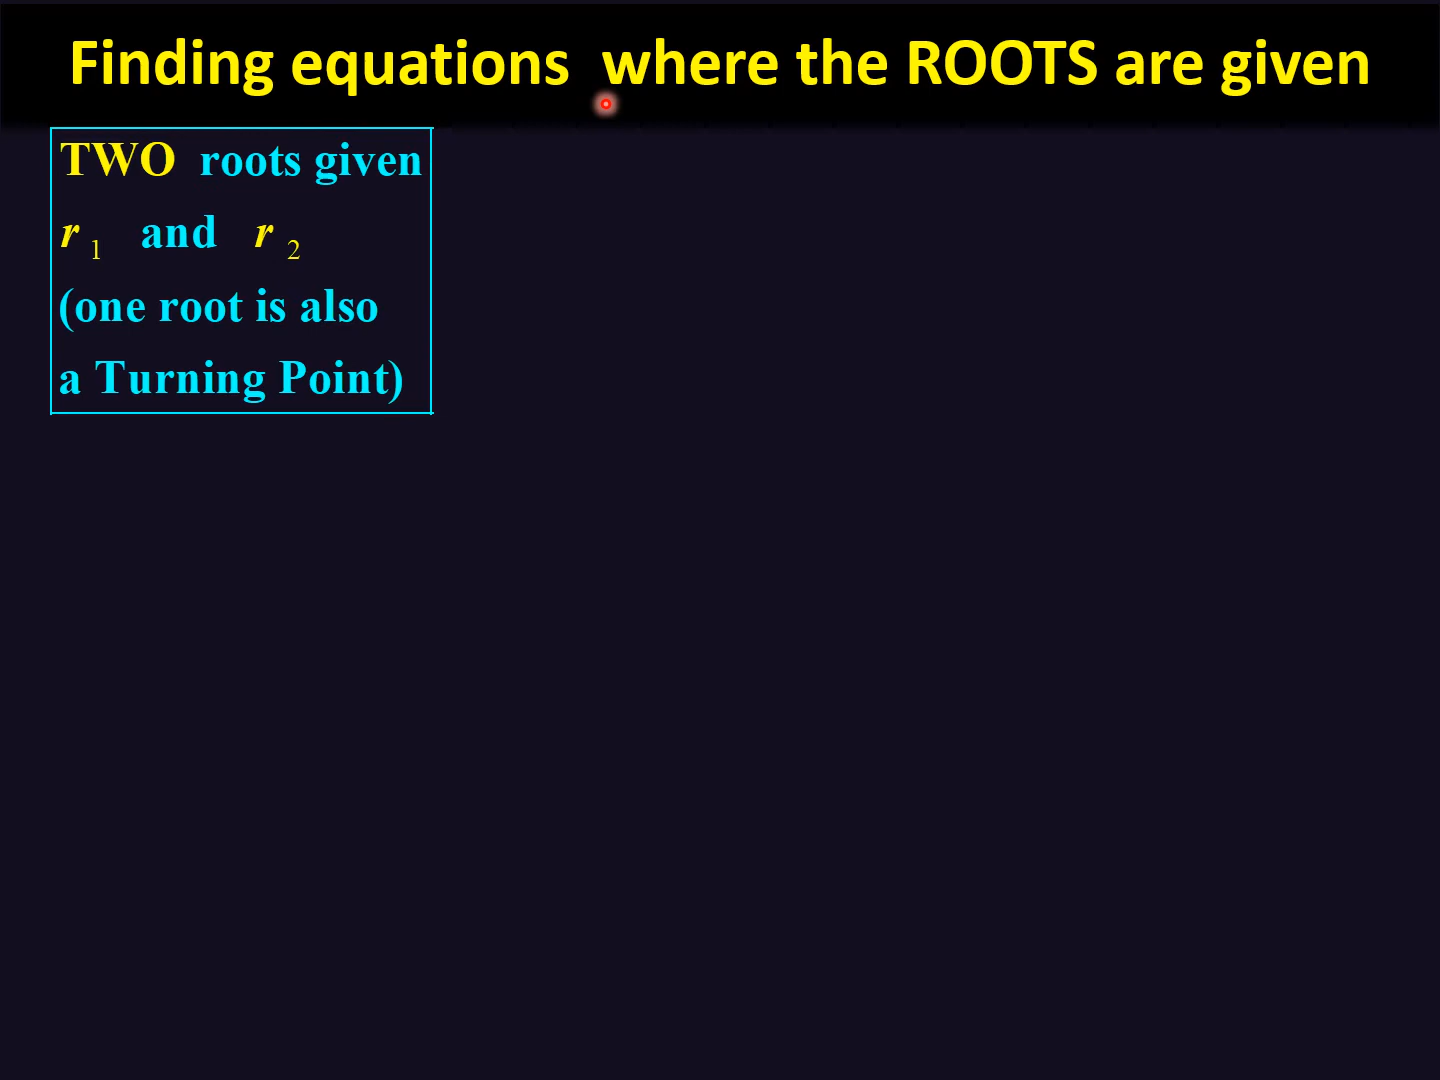 Finding equations where the ROOTS are given
TWO roots given
r 1 and r 2
(one root is also
a Turning Point)